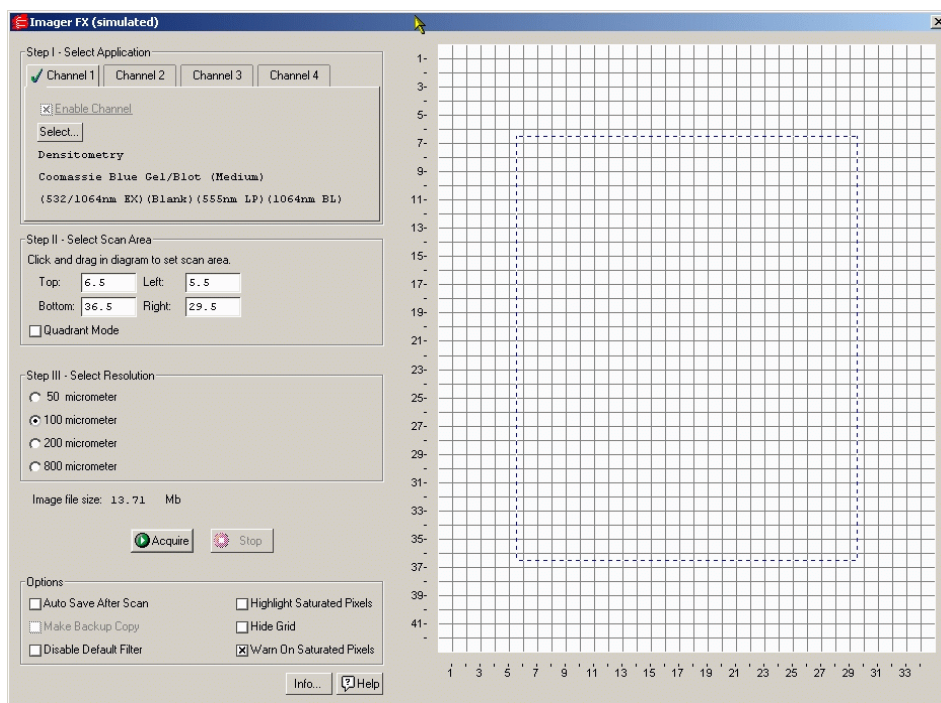 Imager FX (simulated)
Step I - Select Application
Channel 1 Channel 2 Channel 3 Channel 4
Enable Channel
Select...
Densitometry
Coomassie Blue Gel/Blot (Medium)
(532/1064nm EX)(Blank)(555nm LP)(1064nm BL)
Step II - Select Scan Area
Click and drag in diagram to set scan area.
Top: 6.5 Left: 5.5
Bottom: 36.5 Right: 29.5
Quadrant Mode
Step III - Select Resolution
50 micrometer
100 micrometer
200 micrometer
800 micrometer
Image file size: 13.71 Mb
Acquire Stop
Options
Auto Save After Scan Highlight Saturated Pixels
Make Backup Copy Hide Grid
Disable Default Filter Warn On Saturated Pixels
Info... Help
1-
3-
5-
7-
9-
11-
13-
15-
17-
19-
21-
23-
25-
27-
29-
31-
33-
35-
37-
39-
41-
1 3 5 7 9 11 13 15 17 19 21 23 25 27 29 31 33